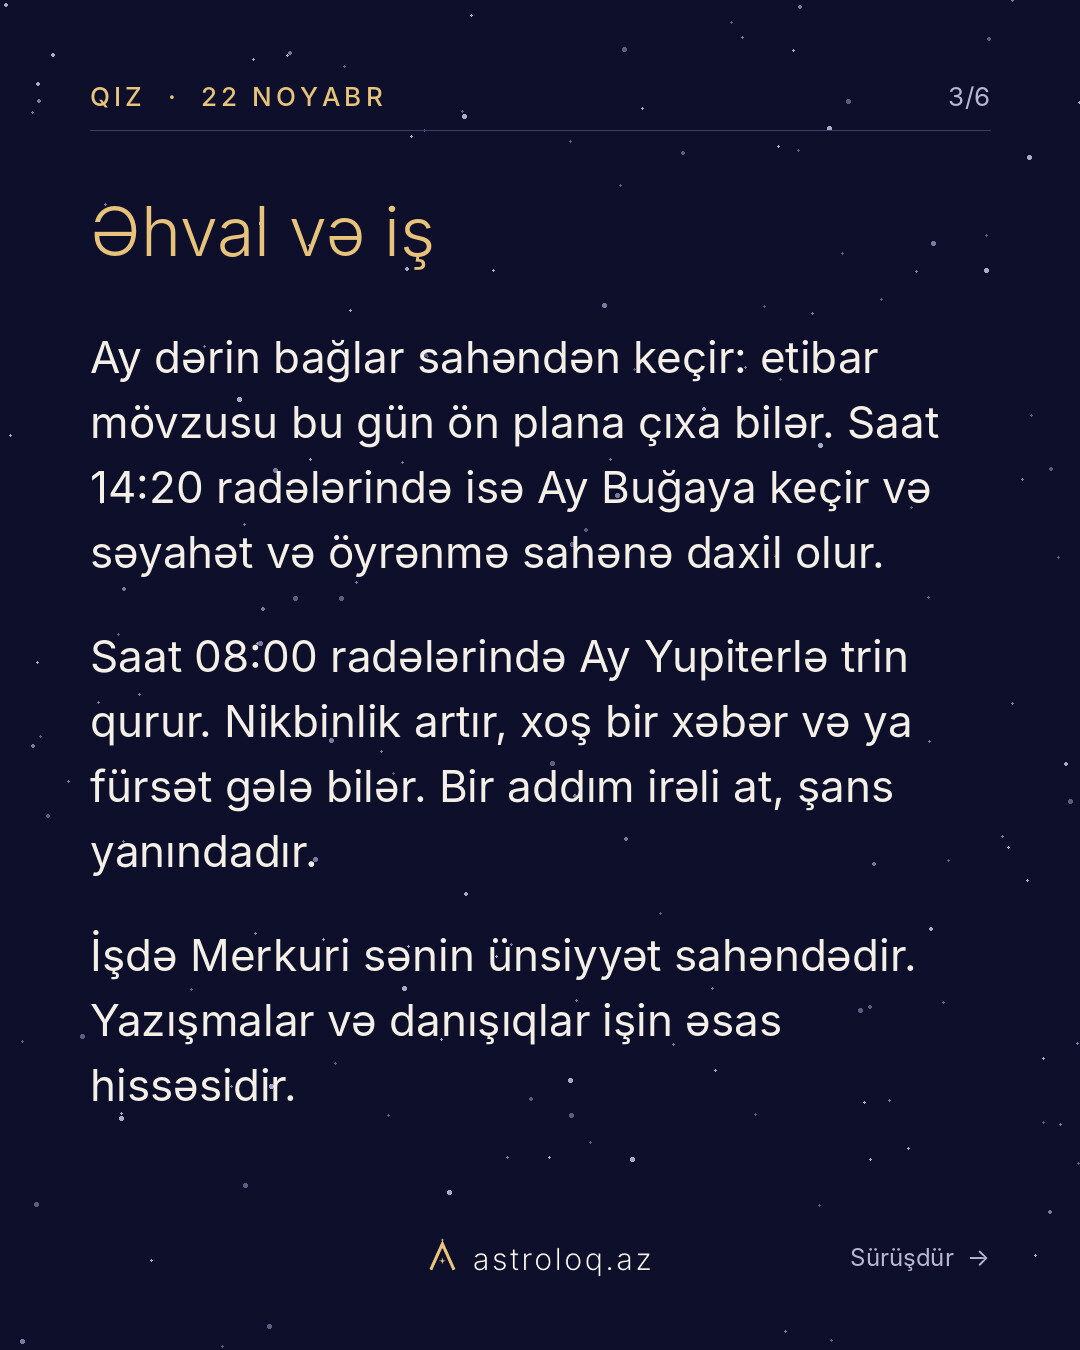 QIZ · 22 NOYABR
3/6
Əhval və iş
Ay dərin bağlar sahəndən keçir: etibar
mövzusu bu gün ön plana çıxa bilər. Saat
14:20 radələrində isə Ay Buğaya keçir və
səyahət və öyrənmə sahənə daxil olur.
Saat 08:00 radələrində Ay Yupiterlə trin
qurur. Nikbinlik artır, xoş bir xəbər və ya
fürsət gələ bilər. Bir addım irəli at, şans
yanındadır.
İşdə Merkuri sənin ünsiyyət sahəndədir.
Yazışmalar və danışıqlar işin əsas
hissəsidir.
astroloq.az
Sürüşdür →